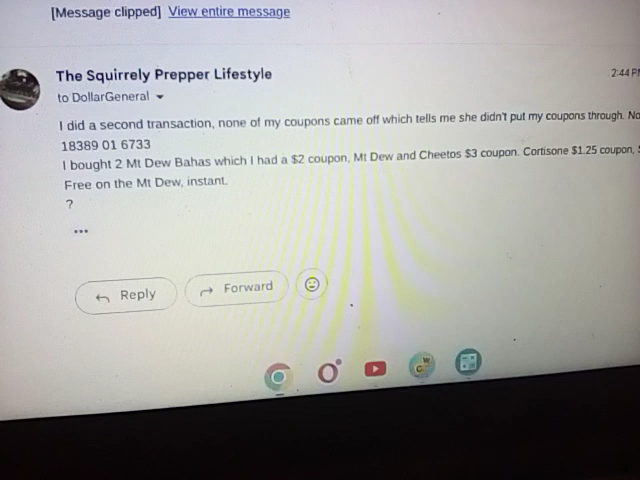 [Message clipped] View entire message
The Squirrely Prepper Lifestyle
2:44 PM
to DollarGeneral
I did a second transaction, none of my coupons came off which tells me she didn't put my coupons through. No
18389 01 6733
I bought 2 Mt Dew Bahas which I had a $2 coupon, Mt Dew and Cheetos $3 coupon. Cortisone $1.25 coupon,
Free on the Mt Dew, instant.
?
Reply
Forward